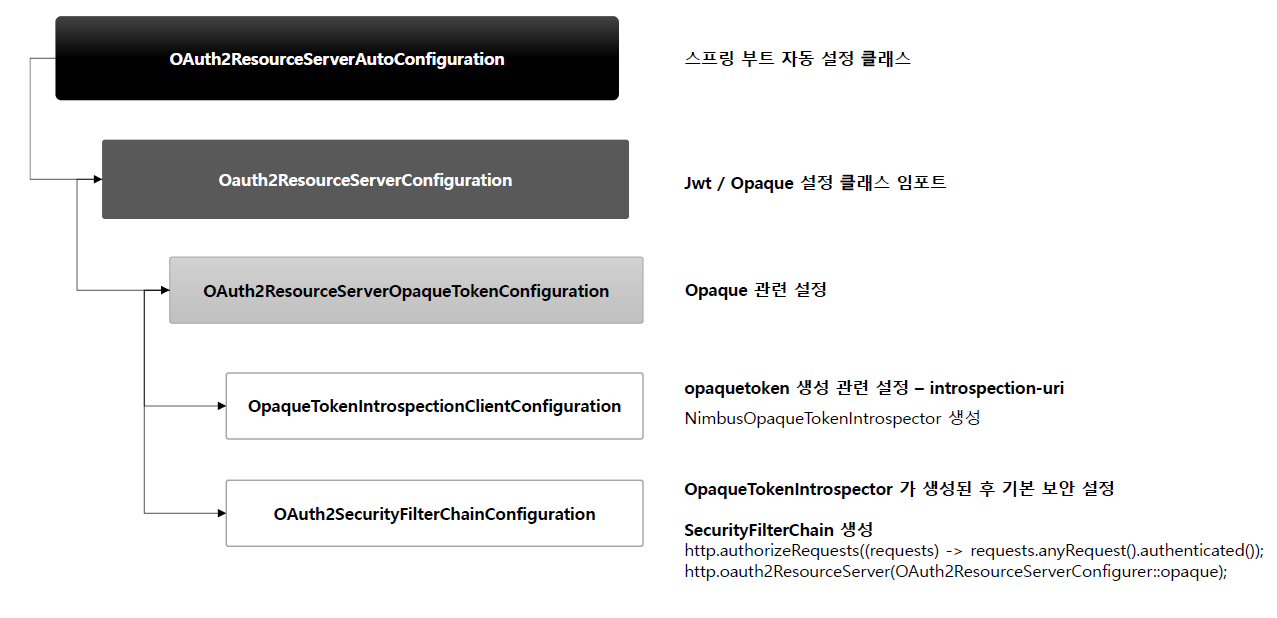 OAuth2ResourceServerAutoConfiguration
스프링 부트 자동 설정 클래스
Oauth2ResourceServerConfiguration
Jwt / Opaque 설정 클래스 임포트
OAuth2ResourceServerOpaqueTokenConfiguration
Opaque 관련 설정
OpaqueTokenIntrospectionClientConfiguration
opaquetoken 생성 관련 설정 – introspection-uri
NimbusOpaqueTokenIntrospector 생성
OAuth2SecurityFilterChainConfiguration
OpaqueTokenIntrospector 가 생성된 후 기본 보안 설정
SecurityFilterChain 생성
http.authorizeRequests((requests) -> requests.anyRequest().authenticated());
http.oauth2ResourceServer(OAuth2ResourceServerConfigurer::opaque);